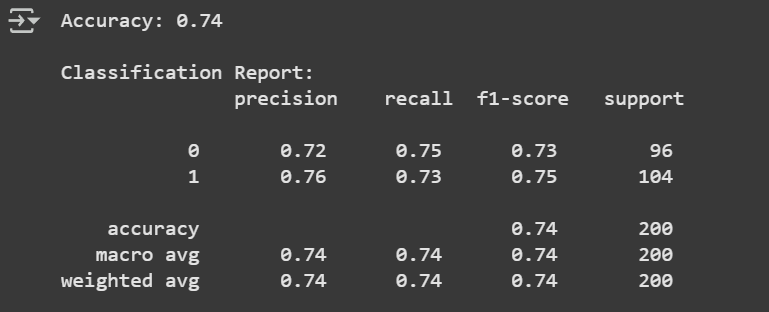 Accuracy: 0.74
Classification Report:
precision recall f1-score support
0 0.72 0.75 0.73 96
1 0.76 0.73 0.75 104
accuracy 0.74 200
macro avg 0.74 0.74 0.74 200
weighted avg 0.74 0.74 0.74 200